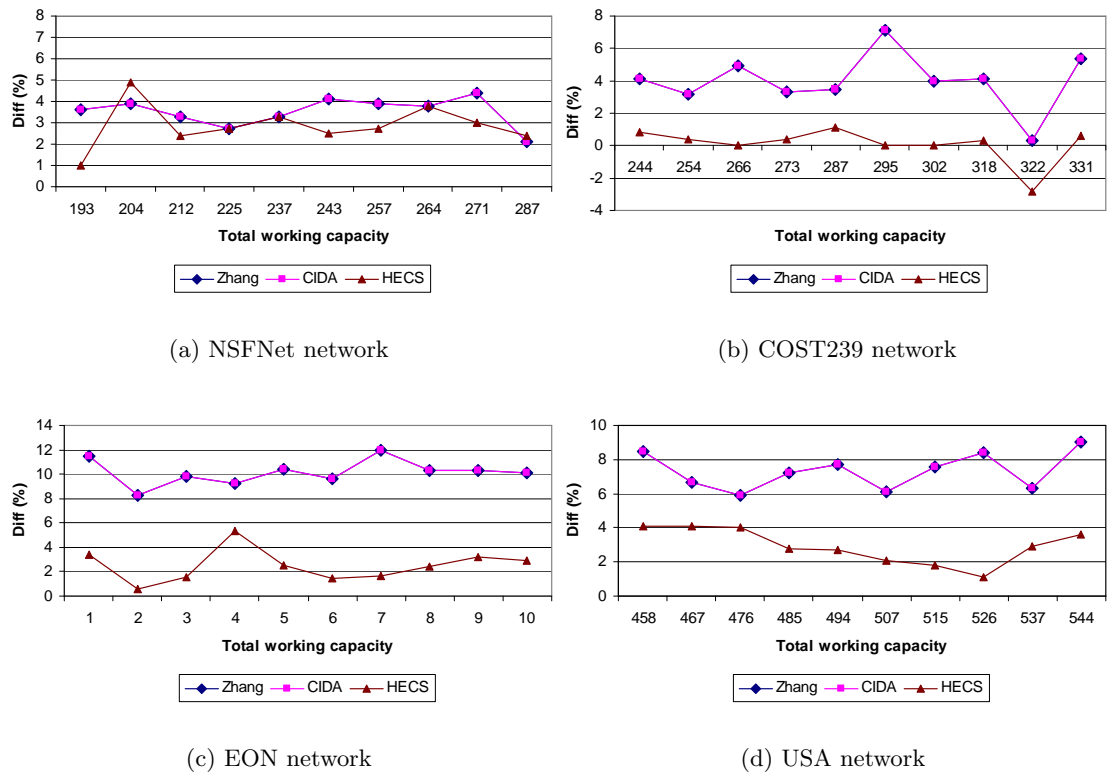 8
7
6
5
4
3
2
1
0
Diff (%)
193 204 212 225 237 243 257 264 271 287
Total working capacity
Zhang CIDA HECS
(a) NSFNet network
8
6
4
2
0
-2
-4
Diff (%)
244 254 266 273 287 295 302 318 322 331
Total working capacity
Zhang CIDA HECS
(b) COST239 network
14
12
10
8
6
4
2
0
Diff (%)
1 2 3 4 5 6 7 8 9 10
Total working capacity
Zhang CIDA HECS
(c) EON network
10
8
6
4
2
0
Diff (%)
458 467 476 485 494 507 515 526 537 544
Total working capacity
Zhang CIDA HECS
(d) USA network